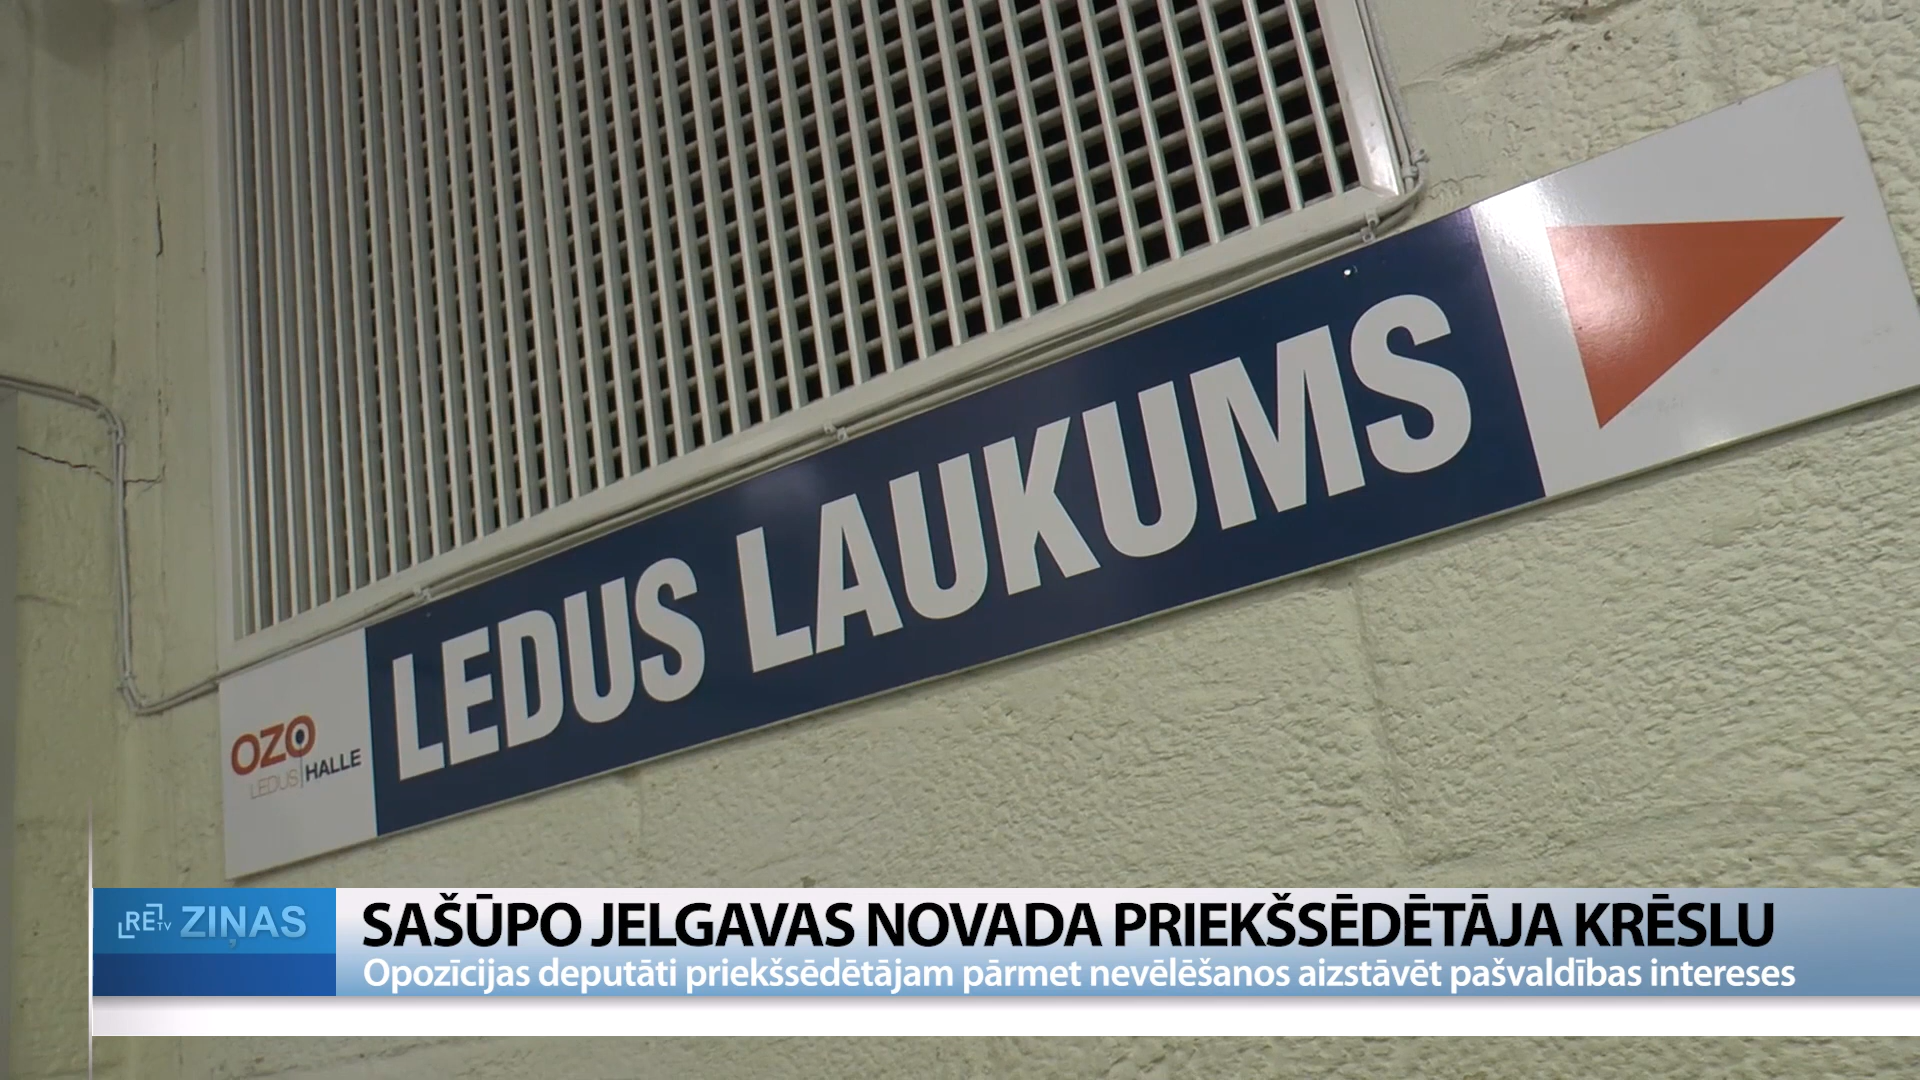 LEDUS LAUKUMS
OZO
LEDUS|HALLE
RE TV ZIŅAS
SAŠŪPO JELGAVAS NOVADA PRIEKŠSĒDĒTĀJA KRĒSLU
Opozīcijas deputāti priekšsēdētājam pārmet nevēlēšanos aizstāvēt pašvaldības intereses